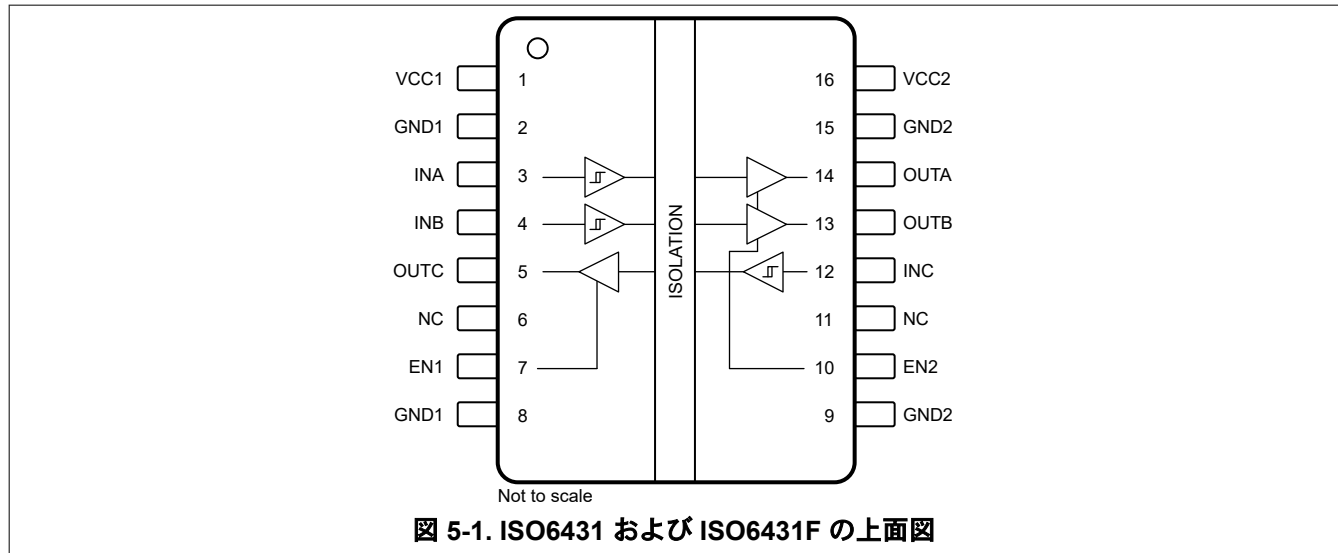 VCC1 1 16 VCC2
GND1 2 15 GND2
INA 3 14 OUTA
INB 4 13 OUTB
OUTC 5 12 INC
NC 6 11 NC
EN1 7 10 EN2
GND1 8 9 GND2
ISOLATION
Not to scale
図 5-1. ISO6431 および ISO6431F の上面図